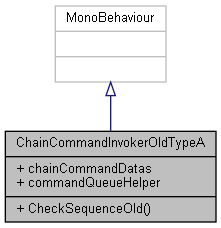 MonoBehaviour
ChainCommandInvokerOldTypeA
+ chainCommandDatas
+ commandQueueHelper
+ CheckSequenceOld()